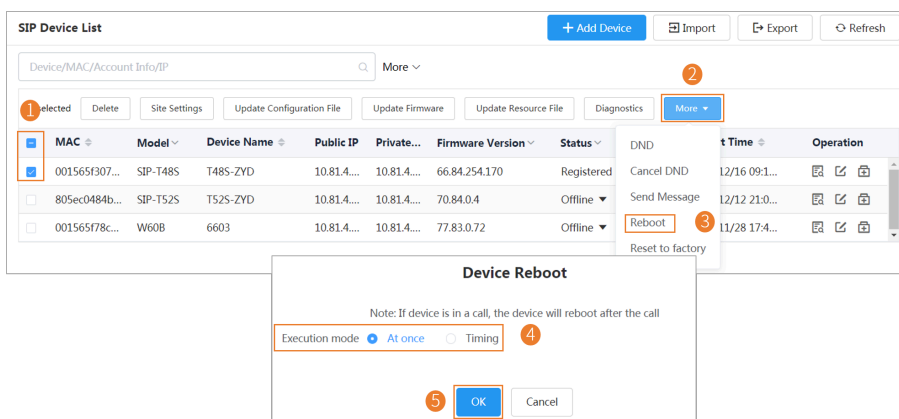 SIP Device List + Add Device Import Export Refresh
Device/MAC/Account Info/IP More
2
1 elected Delete Site Settings Update Configuration File Update Firmware Update Resource File Diagnostics More
MAC Model Device Name Public IP Private... Firmware Version Status t Time Operation
DND
001565f307... SIP-T48S T48S-ZYD 10.81.4.... 10.81.4.... 66.84.254.170 Registered Cancel DND 12/16 09:1...
805ec0484b... SIP-T52S T52S-ZYD 10.81.4.... 10.81.4.... 70.84.0.4 Offline Send Message 12/12 21:0...
001565f78c... W60B 6603 10.81.4.... 10.81.4.... 77.83.0.72 Offline Reboot 3 11/28 17:4...
Reset to factory
Device Reboot
Note: If device is in a call, the device will reboot after the call
Execution mode At once Timing 4
5 OK Cancel